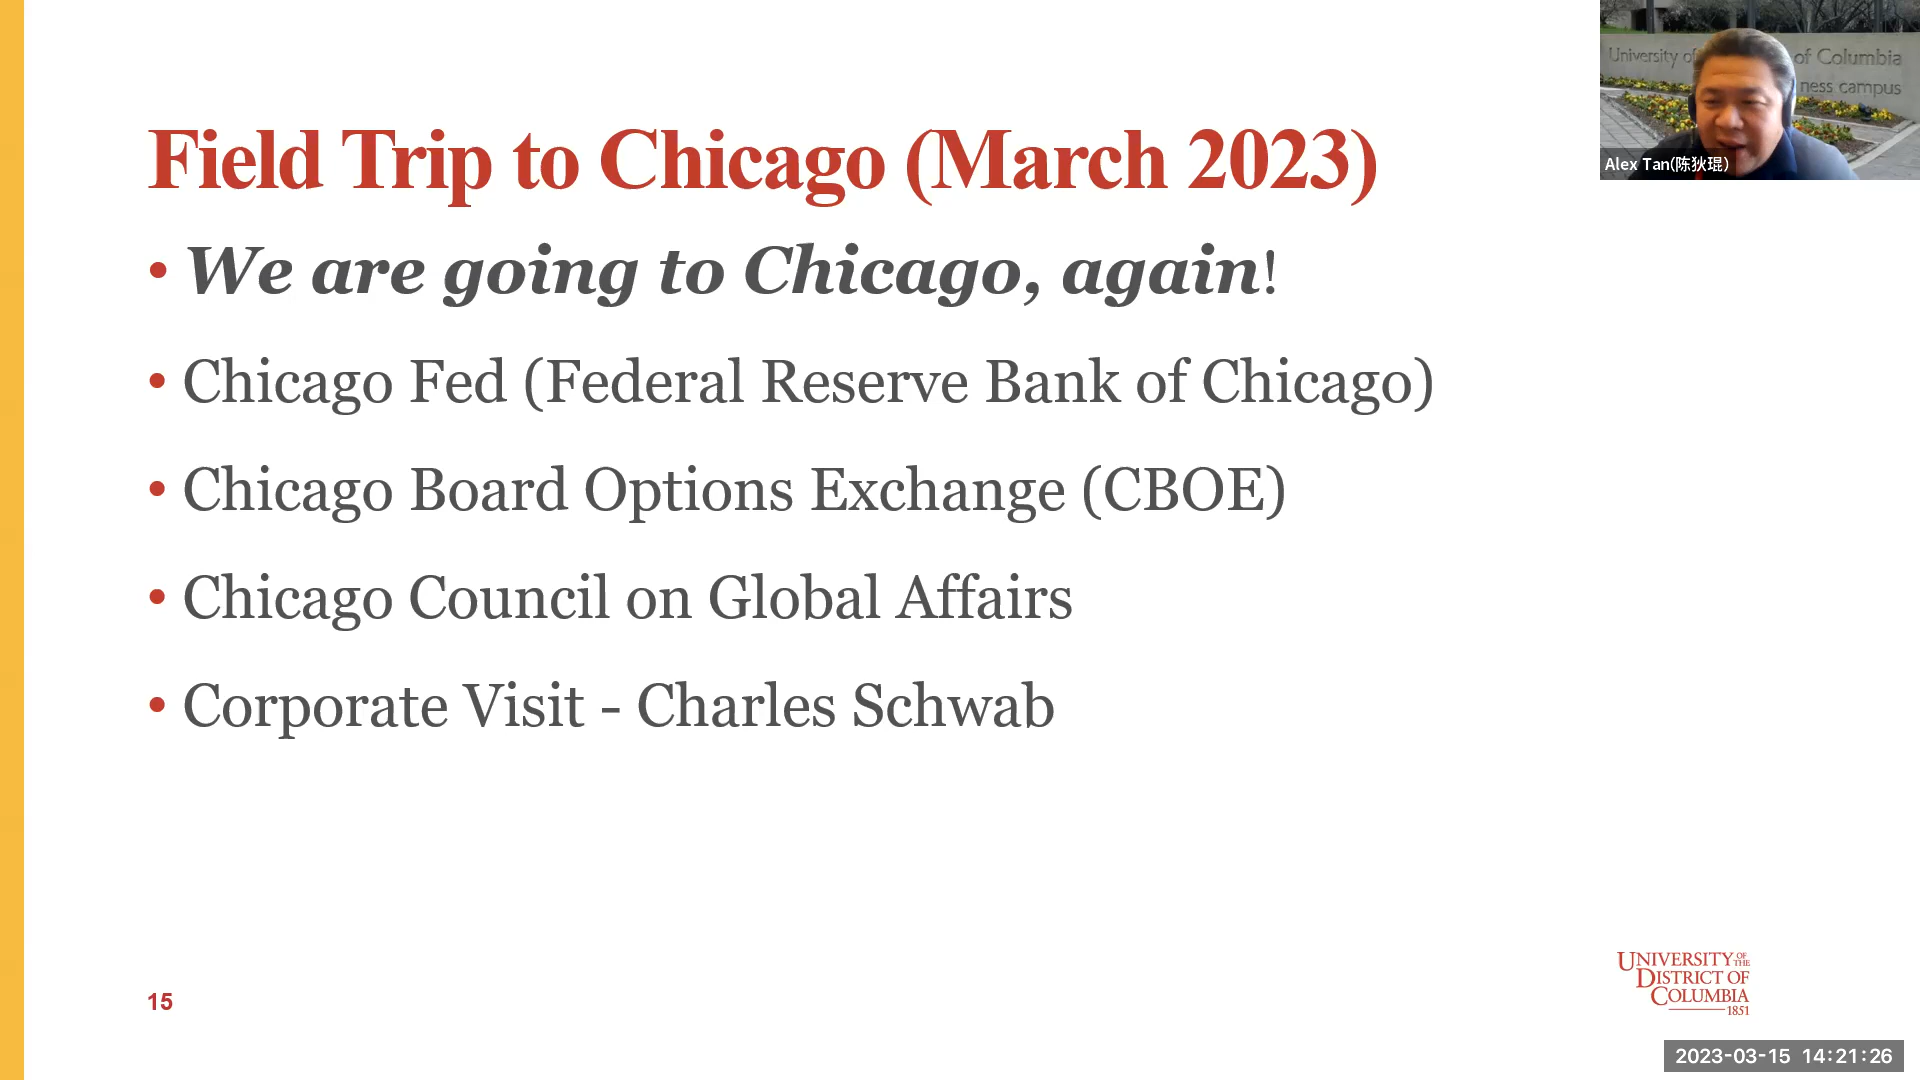 Field Trip to Chicago (March 2023)
• We are going to Chicago, again!
• Chicago Fed (Federal Reserve Bank of Chicago)
• Chicago Board Options Exchange (CBOE)
• Chicago Council on Global Affairs
• Corporate Visit - Charles Schwab
University of
of Columbia
ness campus
Alex Tan(陈狄琨)
15
UNIVERSITY OF THE
DISTRICT OF
COLUMBIA
1851
2023-03-15 14:21:26